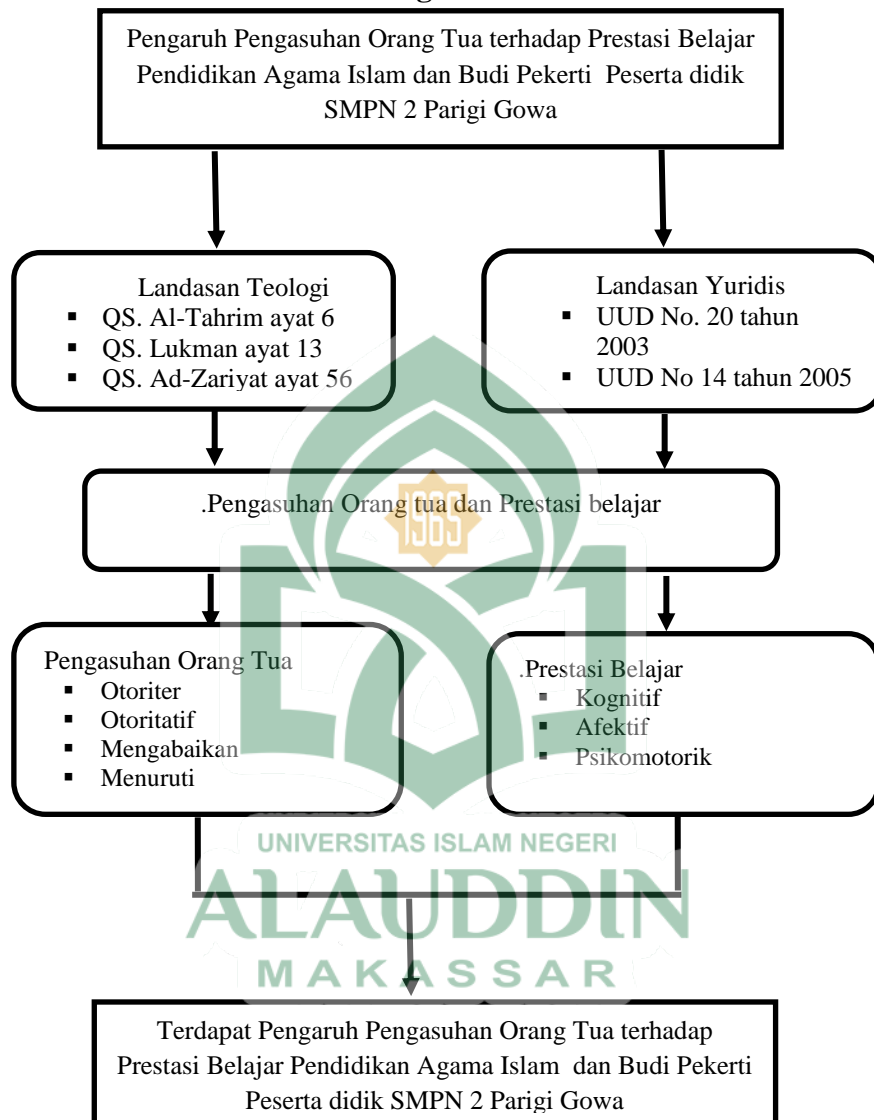 Pengaruh Pengasuhan Orang Tua terhadap Prestasi Belajar
Pendidikan Agama Islam dan Budi Pekerti Peserta didik
SMPN 2 Parigi Gowa
Landasan Teologi
▪ QS. Al-Tahrim ayat 6
▪ QS. Lukman ayat 13
▪ QS. Ad-Zariyat ayat 56
Landasan Yuridis
▪ UUD No. 20 tahun
2003
▪ UUD No 14 tahun 2005
.Pengasuhan Orang tua dan Prestasi belajar
1965
Pengasuhan Orang Tua
▪ Otoriter
▪ Otoritatif
▪ Mengabaikan
▪ Menuruti
.Prestasi Belajar
▪ Kognitif
▪ Afektif
▪ Psikomotorik
UNIVERSITAS ISLAM NEGERI
ALAUDDIN
MAKASSAR
Terdapat Pengaruh Pengasuhan Orang Tua terhadap
Prestasi Belajar Pendidikan Agama Islam dan Budi Pekerti
Peserta didik SMPN 2 Parigi Gowa